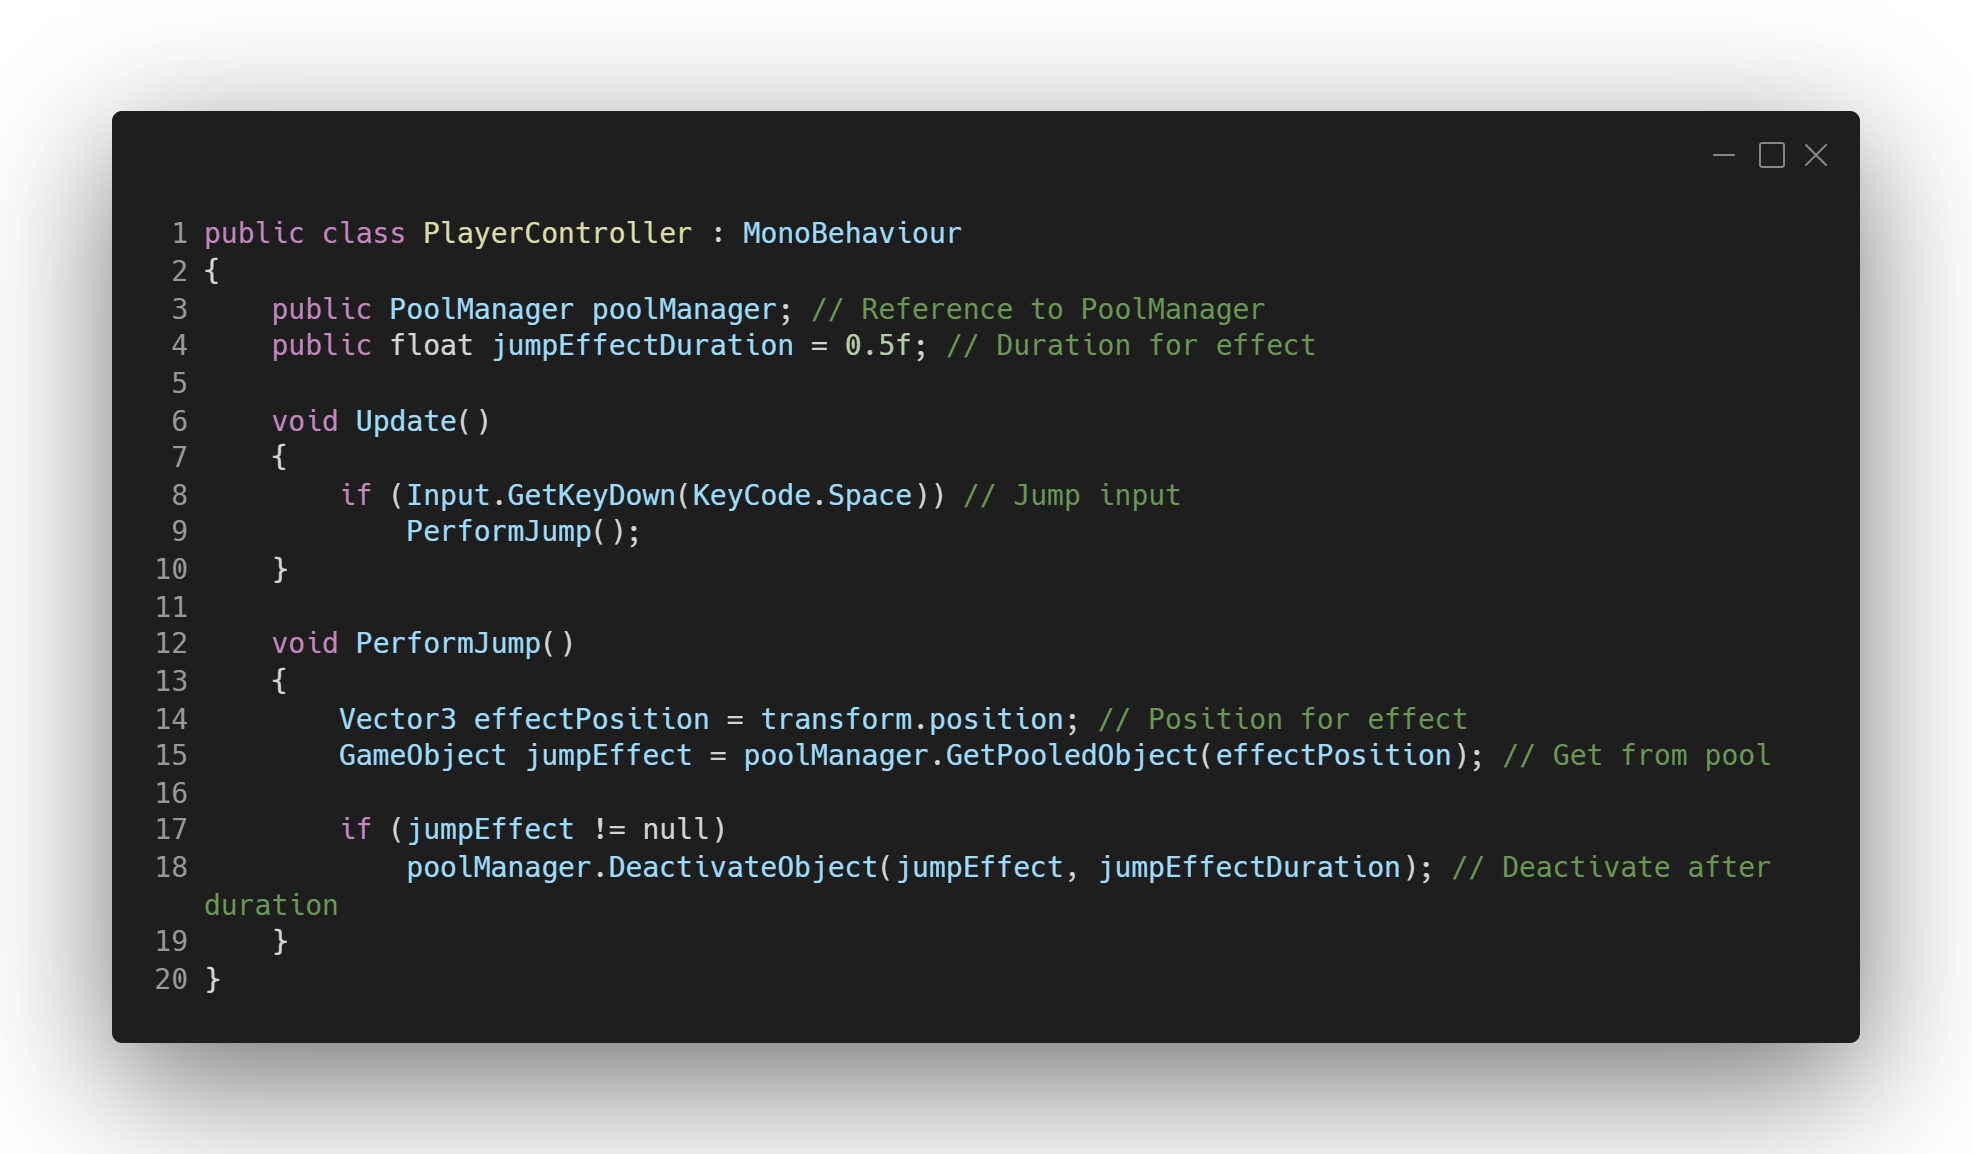 1 public class PlayerController : MonoBehaviour
2 {
3     public PoolManager poolManager; // Reference to PoolManager
4     public float jumpEffectDuration = 0.5f; // Duration for effect
5
6     void Update()
7     {
8         if (Input.GetKeyDown(KeyCode.Space)) // Jump input
9             PerformJump();
10     }
11
12     void PerformJump()
13     {
14         Vector3 effectPosition = transform.position; // Position for effect
15         GameObject jumpEffect = poolManager.GetPooledObject(effectPosition); // Get from pool
16
17         if (jumpEffect != null)
18             poolManager.DeactivateObject(jumpEffect, jumpEffectDuration); // Deactivate after
duration
19     }
20 }